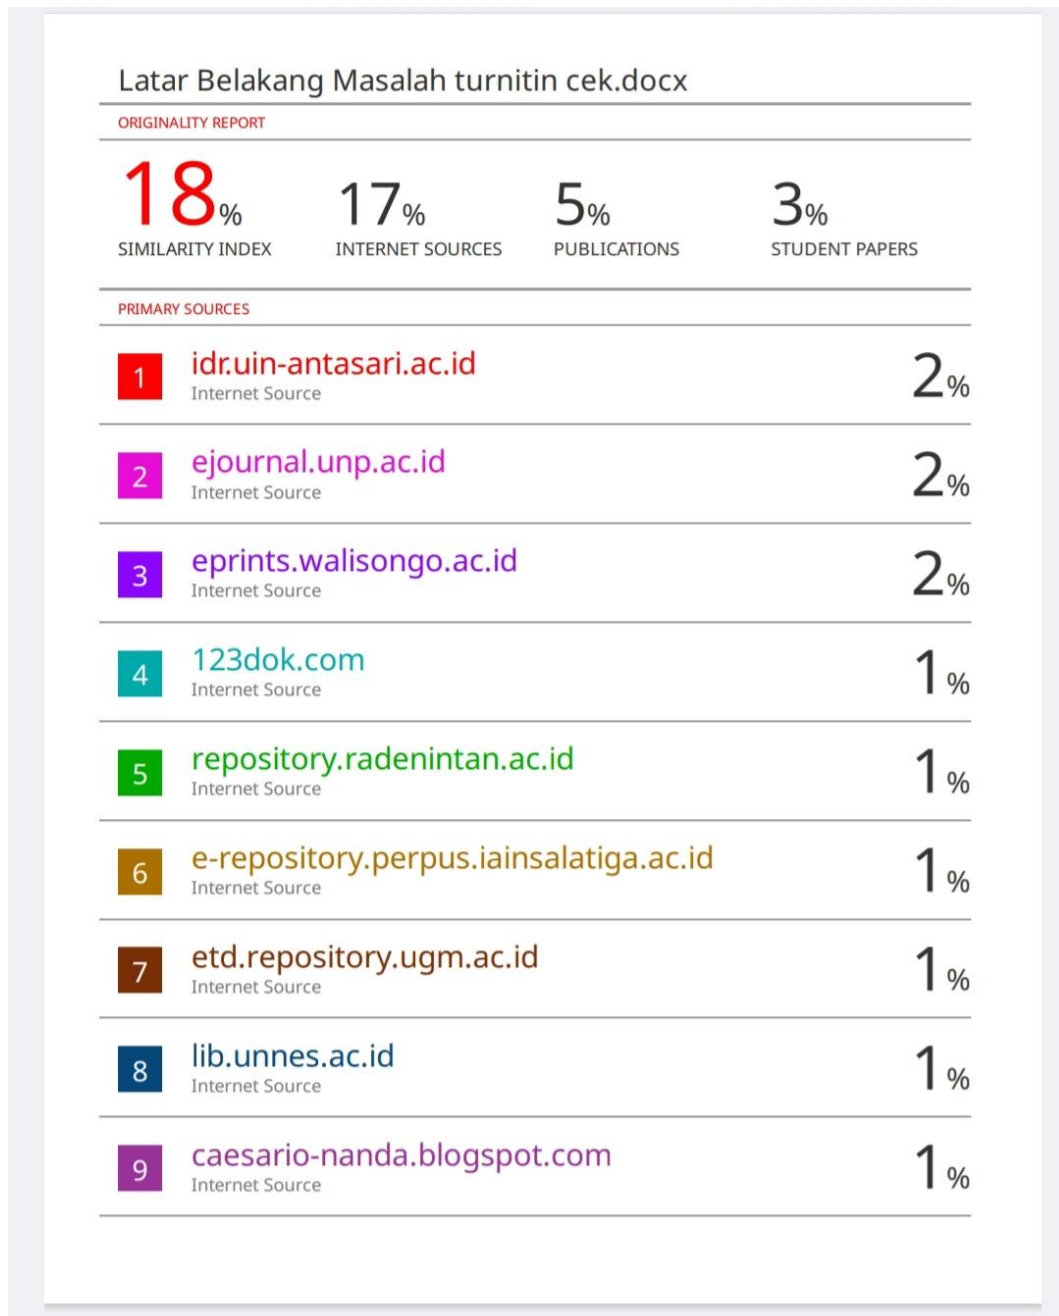 Latar Belakang Masalah turnitin cek.docx
ORIGINALITY REPORT
18% 17% 5% 3%
SIMILARITY INDEX INTERNET SOURCES PUBLICATIONS STUDENT PAPERS
PRIMARY SOURCES
1 idr.uin-antasari.ac.id 2%
Internet Source
2 ejournal.unp.ac.id 2%
Internet Source
3 eprints.walisongo.ac.id 2%
Internet Source
4 123dok.com 1%
Internet Source
5 repository.radenintan.ac.id 1%
Internet Source
6 e-repository.perpus.iainsalatiga.ac.id 1%
Internet Source
7 etd.repository.ugm.ac.id 1%
Internet Source
8 lib.unnes.ac.id 1%
Internet Source
9 caesario-nanda.blogspot.com 1%
Internet Source